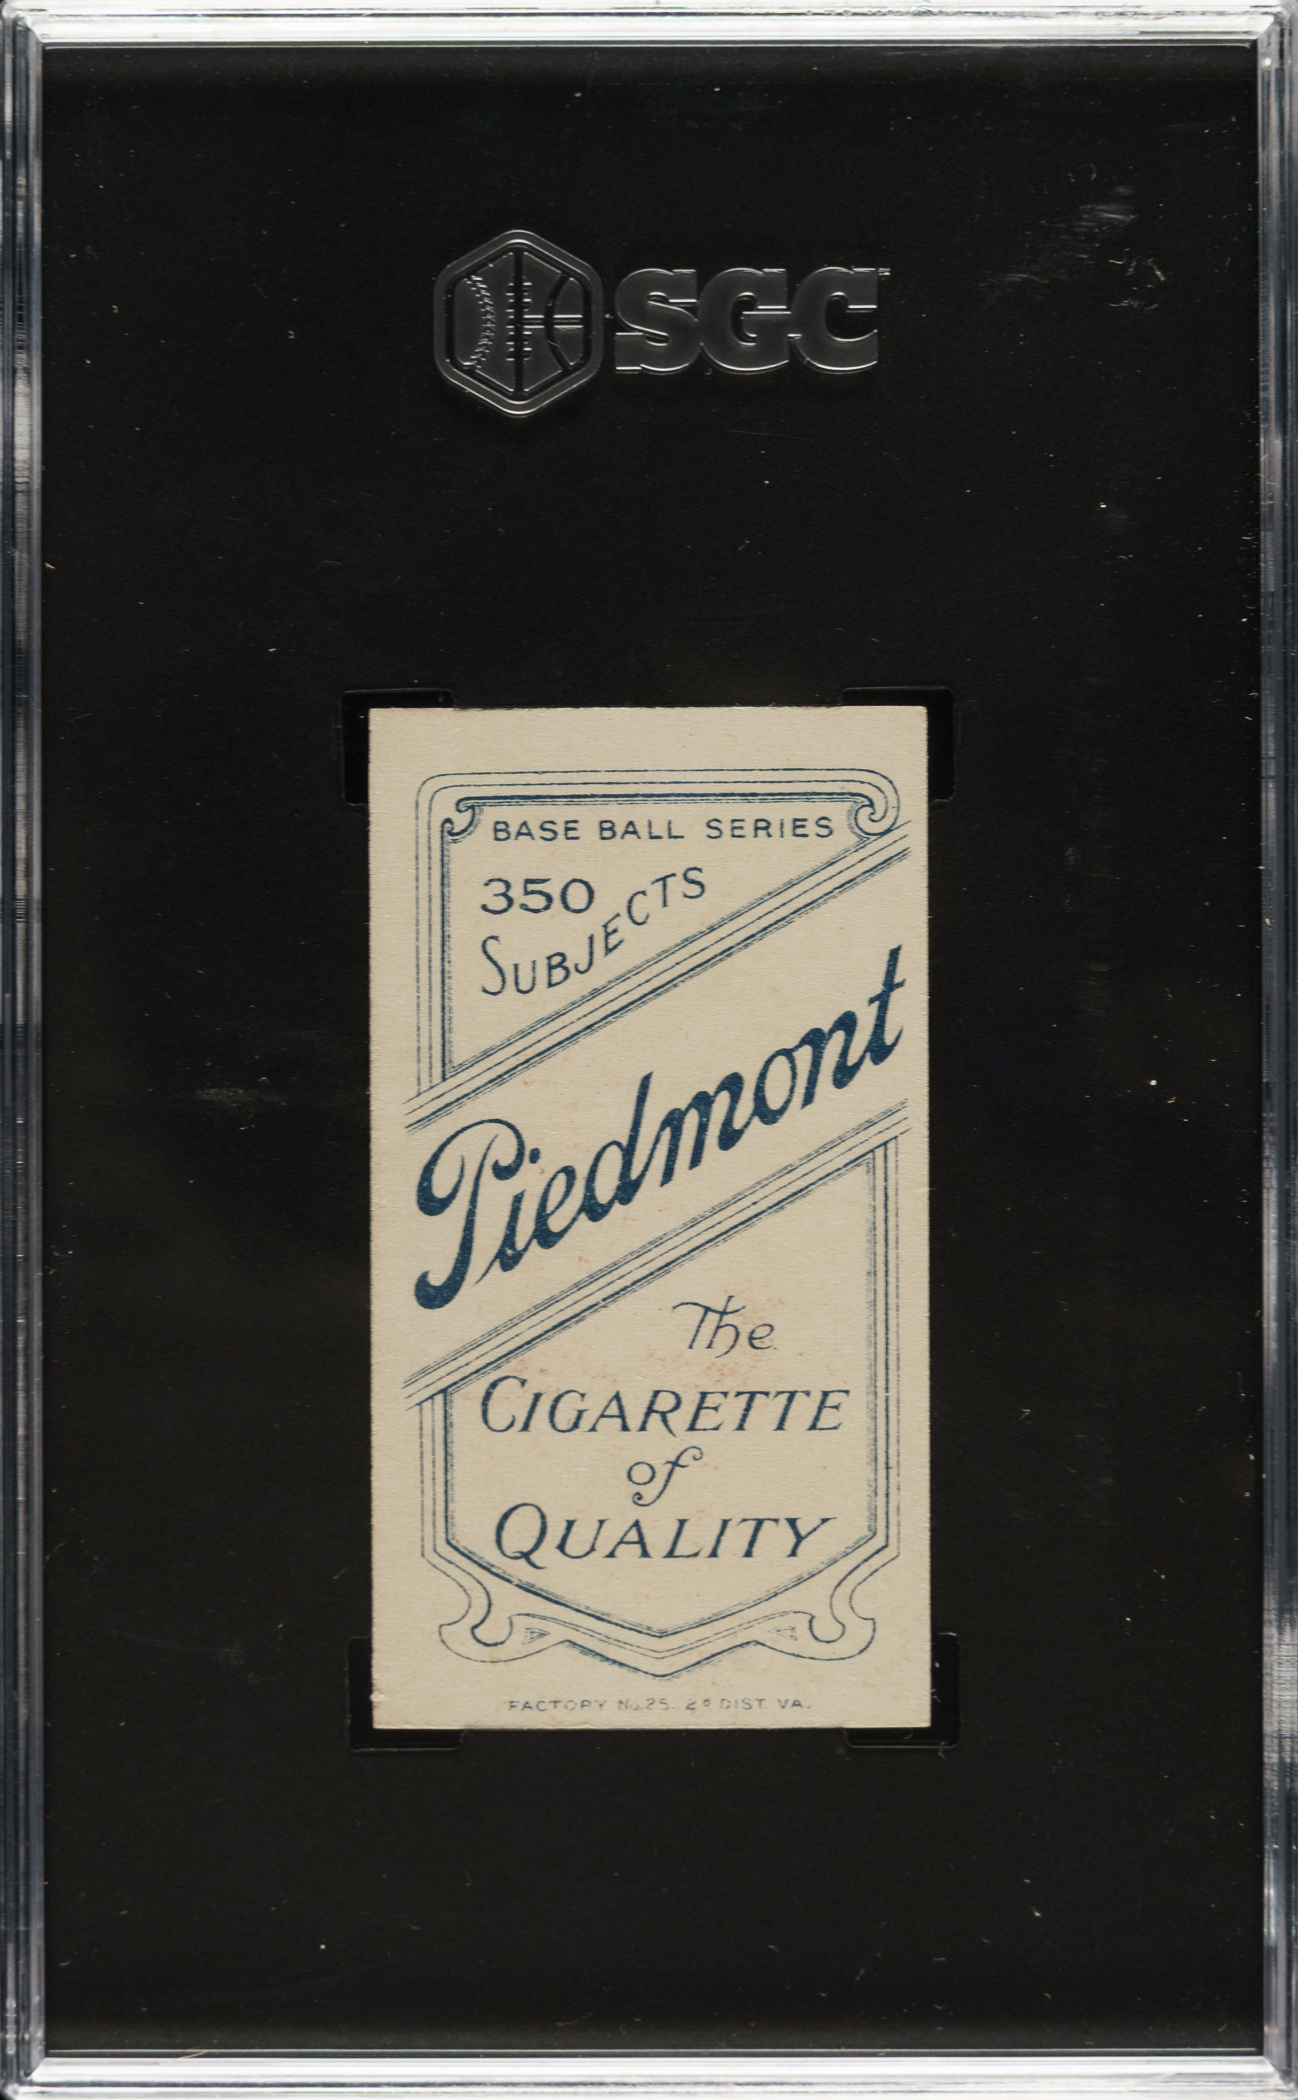 SGC
BASE BALL SERIES
350
SUBJECTS
Piedmont
The
CIGARETTE
of
QUALITY
FACTORY No. 25. 2d DIST. VA.